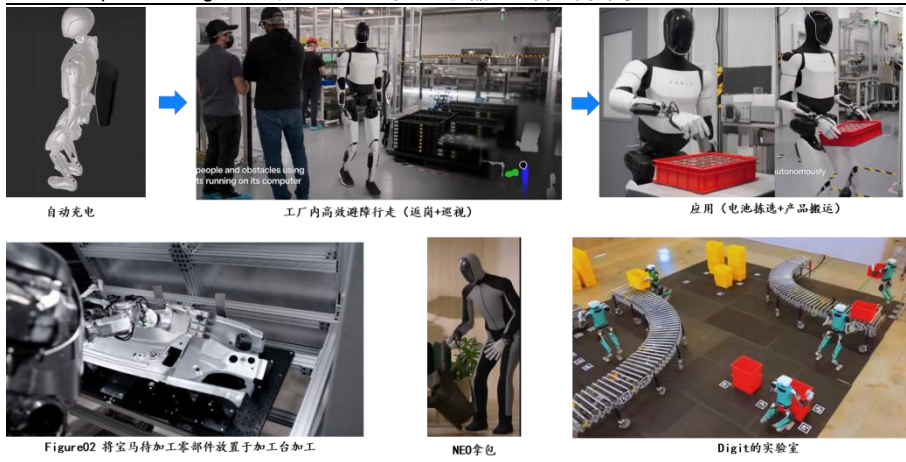 people and obstacles using
ts running on its computer
utonomously
自动充电
工厂内高效避障行走（返岗+巡视）
应用（电池拣选+产品搬运）
Figure02 将宝马待加工零部件放置于加工台加工
NEO拿包
Digit的实验室